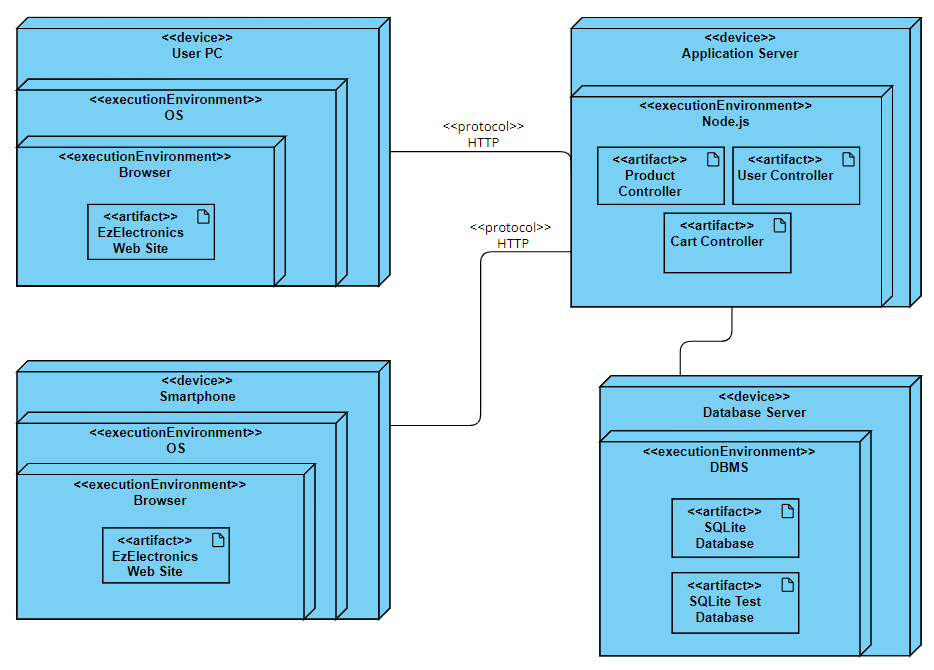 <<device>>
User PC
<<executionEnvironment>>
OS
<<executionEnvironment>>
Browser
<<artifact>>
EzElectronics
Web Site
<<protocol>>
HTTP
<<protocol>>
HTTP
<<device>>
Application Server
<<executionEnvironment>>
Node.js
<<artifact>>
Product
Controller
<<artifact>>
User Controller
<<artifact>>
Cart Controller
<<device>>
Smartphone
<<executionEnvironment>>
OS
<<executionEnvironment>>
Browser
<<artifact>>
EzElectronics
Web Site
<<device>>
Database Server
<<executionEnvironment>>
DBMS
<<artifact>>
SQLite
Database
<<artifact>>
SQLite Test
Database